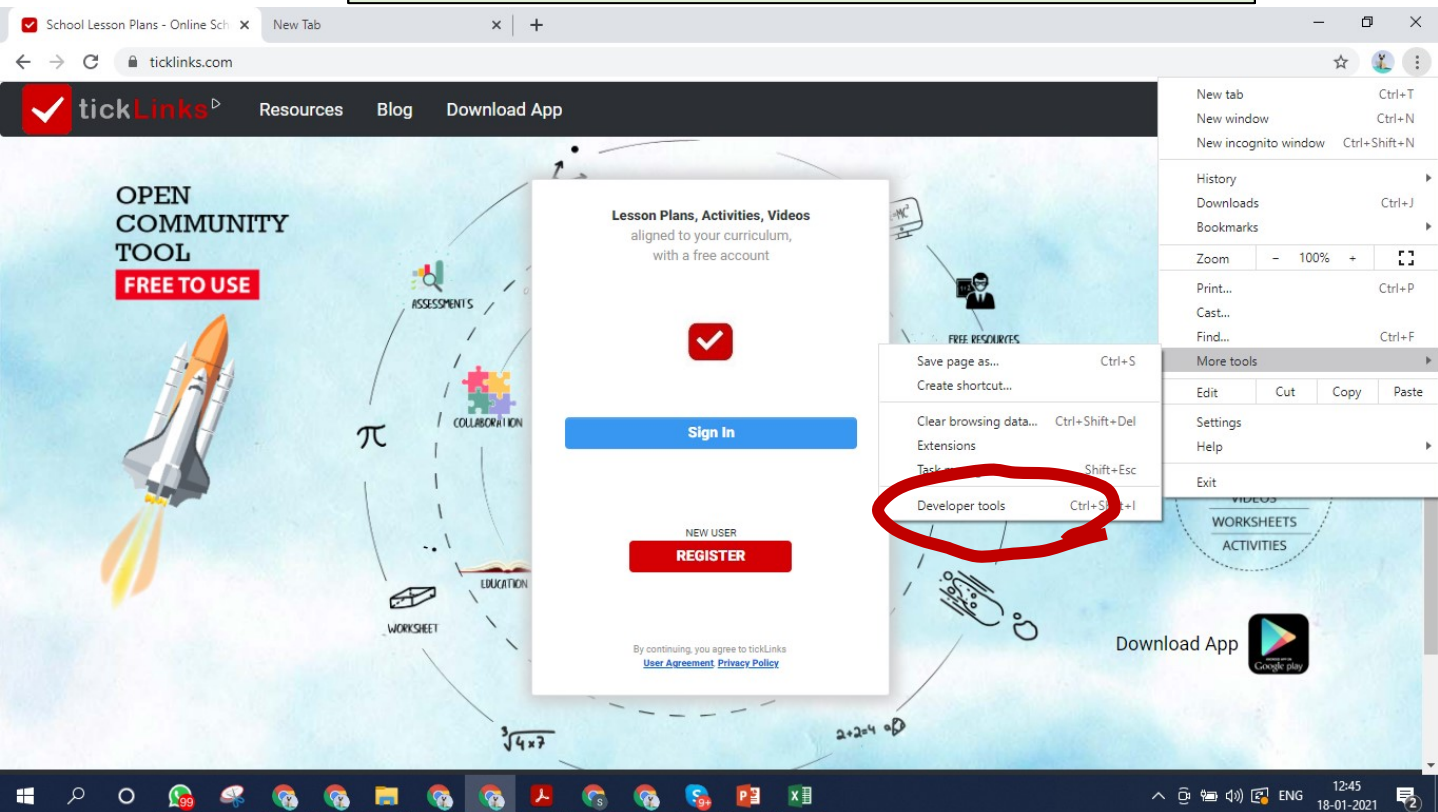 School Lesson Plans - Online Sch
New Tab
ticklinks.com
tickLinks
Resources
Blog
Download App
OPEN
COMMUNITY
TOOL
FREE TO USE
ASSESSMENTS
COLLABORATION
π
EDUCATION
WORKSHEET
³√4x7
2+2=4
FREE RESOURCES
Lesson Plans, Activities, Videos
aligned to your curriculum,
with a free account
Sign In
NEW USER
REGISTER
By continuing, you agree to tickLinks
User Agreement, Privacy Policy
Save page as... Ctrl+S
Create shortcut...
Clear browsing data... Ctrl+Shift+Del
Extensions
Task Shift+Esc
Developer tools
New tab Ctrl+T
New window Ctrl+N
New incognito window Ctrl+Shift+N
History
Downloads Ctrl+J
Bookmarks
Zoom - 100% +
Print... Ctrl+P
Cast...
Find... Ctrl+F
More tools
Edit Cut Copy Paste
Settings
Help
Exit
VIDEOS
WORKSHEETS
ACTIVITIES
Download App
Google play
99
S
9+
ENG
12:45
18-01-2021
2